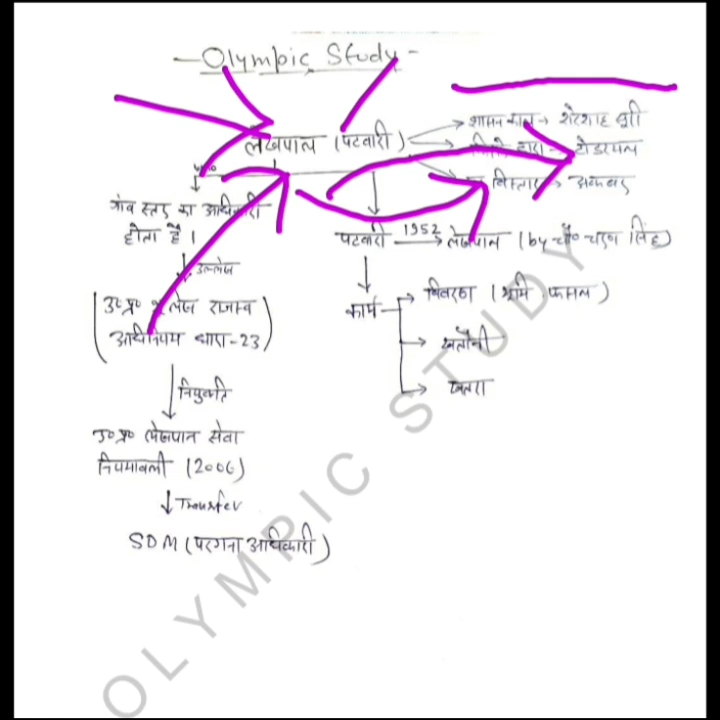 Olympic Study
लेखपाल (पटवारी)
शासन काल → शेरशाह सूरी
द्वारा - टोडरमल
विस्तार → अकबर
गांव स्तर का अधिकारी
होता है।
पटवारी 1952 → लेखपाल (by चौ० चरण सिंह)
उल्लेख
उ०प्र० लेख राजस्व
अधिनियम धारा-23
कार्य
विवरण (भूमि, फसल)
खतौनी
खसरा
नियुक्ति
उ०प्र० लेखपाल सेवा
नियमावली (2006)
Transfer
SDM (परगना अधिकारी)
OLYMPIC STUDY